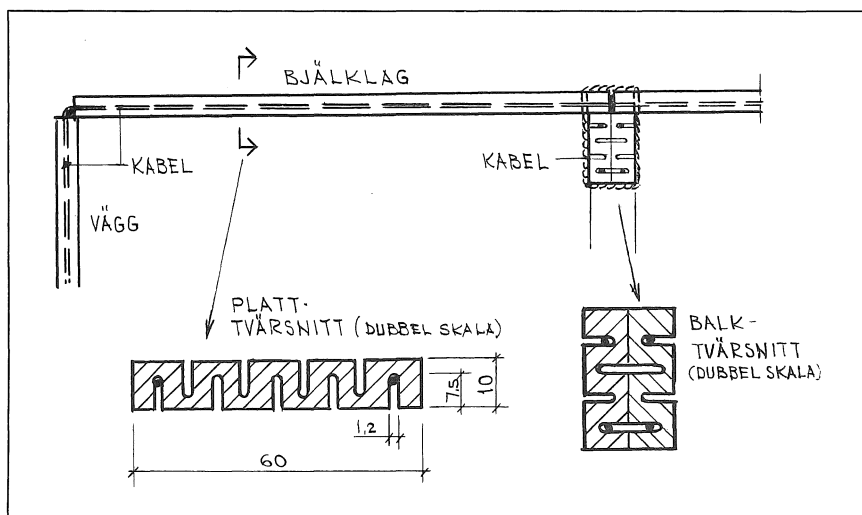 BJÄLKLAG
KABEL
KABEL
VÄGG
PLATT-
TVÄRSNITT (DUBBEL SKALA)
BALK-
TVÄRSNITT
(DUBBEL SKALA)
7,5
10
1,2
60